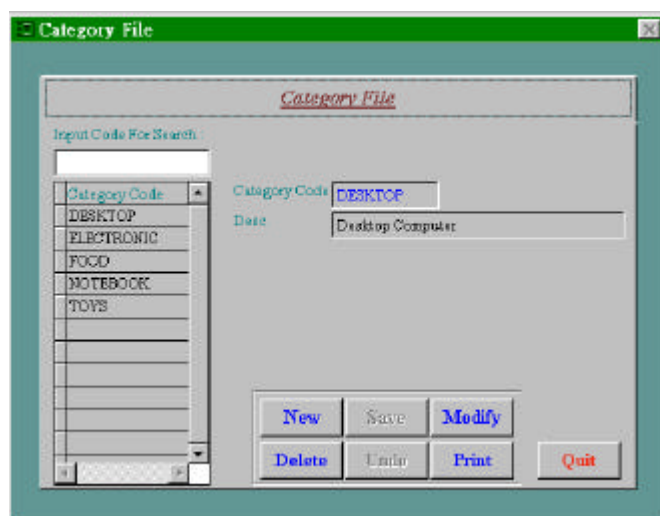 Category File
Category File
Input Code For Search :
Category Code
DESKTOP
ELECTRONIC
FOOD
NOTEBOOK
TOYS
Category Code DESKTOP
Desc Desktop Computer
New Save Modify
Delete Undo Print Quit